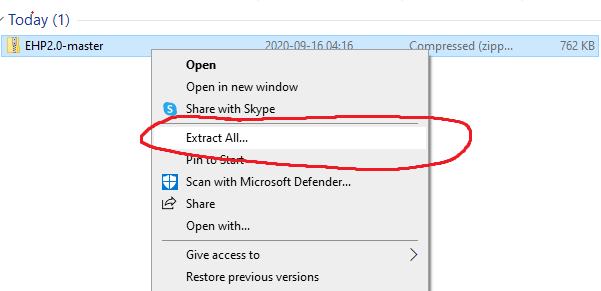 Today (1)
EHP2.0-master 2020-09-16 04:16 Compressed (zipp... 762 KB
Open
Open in new window
Share with Skype
Extract All...
Pin to Start
Scan with Microsoft Defender...
Share
Open with...
Give access to
Restore previous versions